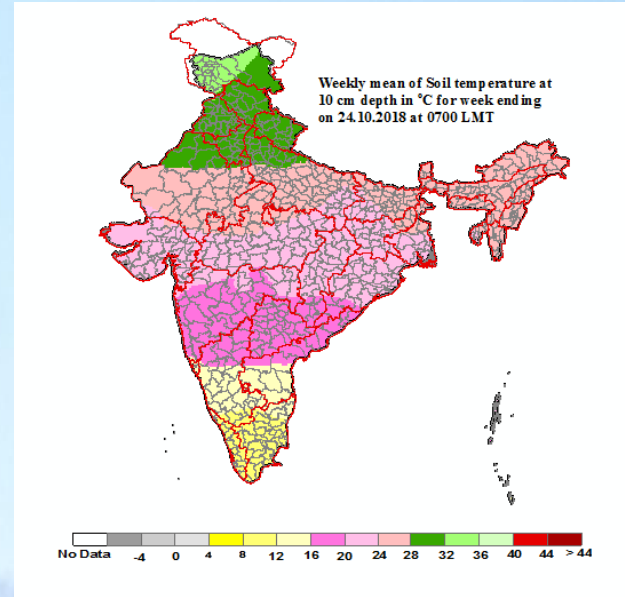 Weekly mean of Soil temperature at
10 cm depth in °C for week ending
on 24.10.2018 at 0700 LMT
No Data -4 0 4 8 12 16 20 24 28 32 36 40 44 > 44